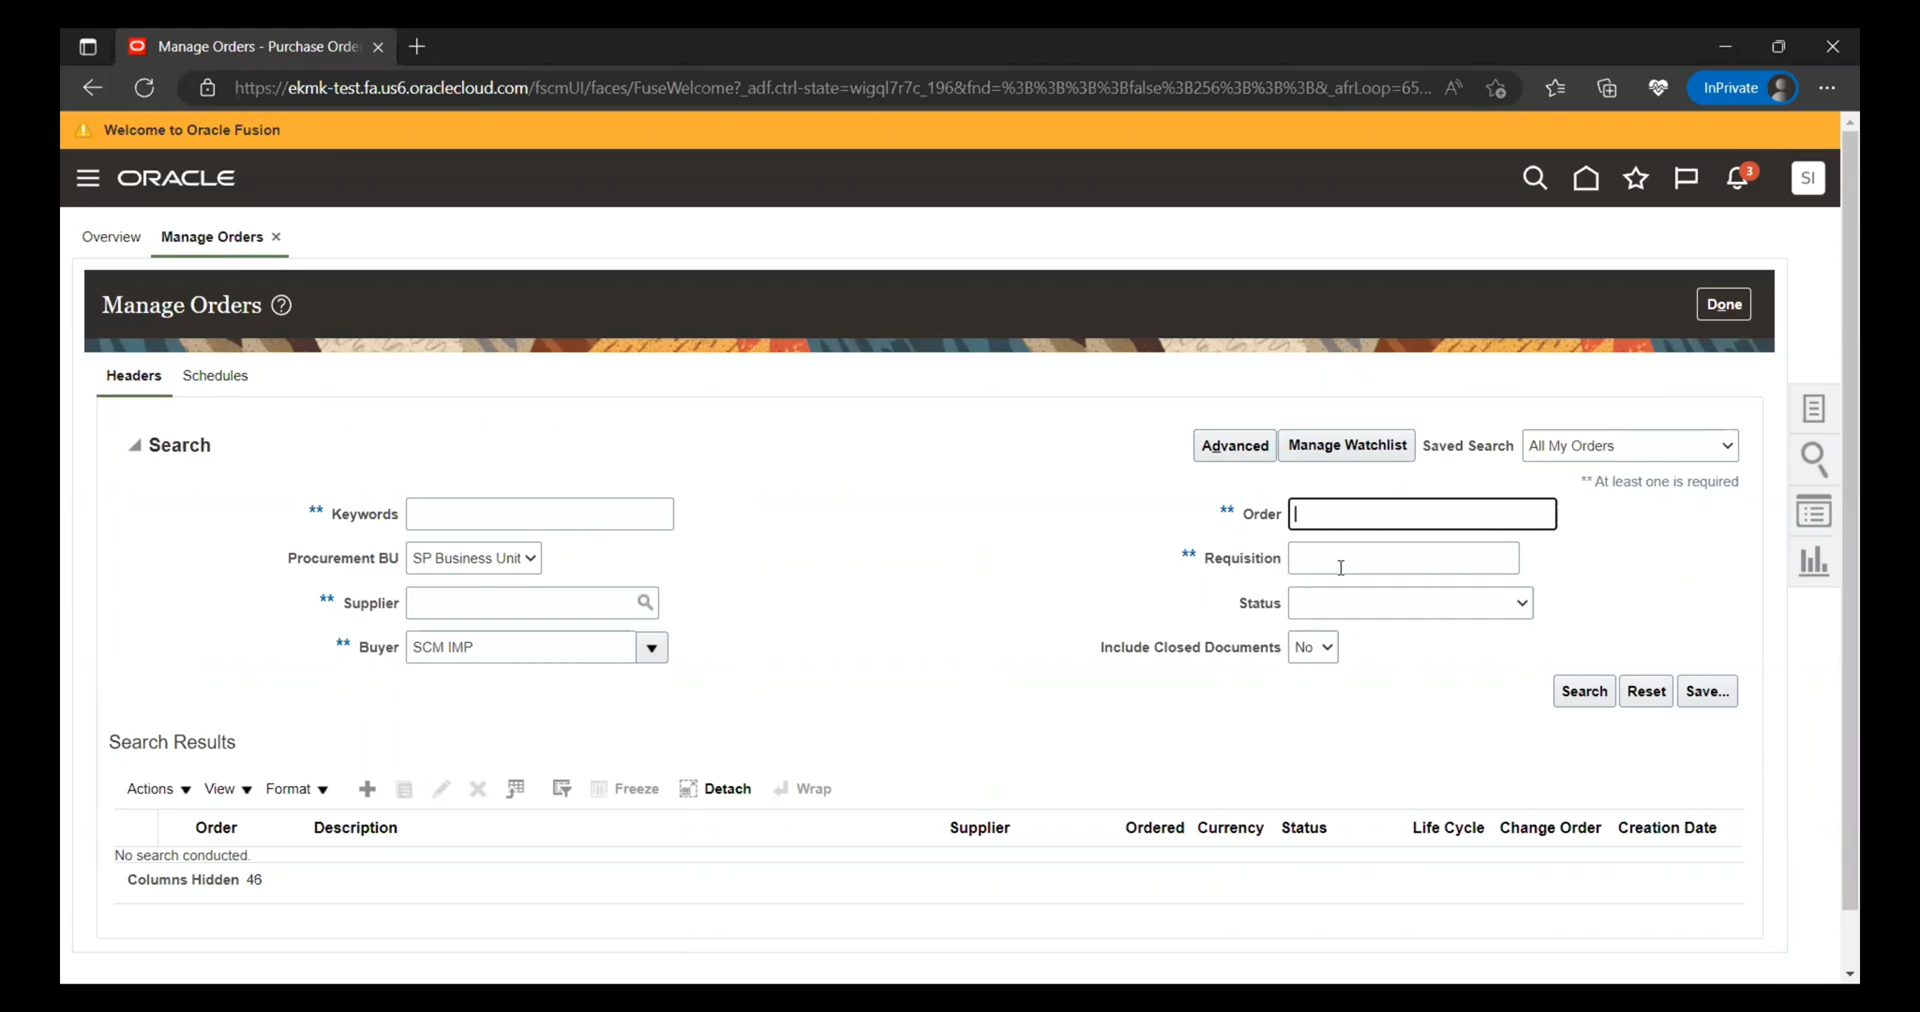 Manage Orders - Purchase Orde
https://ekmk-test.fa.us6.oraclecloud.com/fscmUI/faces/FuseWelcome?_adf.ctrl-state=wigql7r7c_196&fnd=%3B%3B%3B%3Bfalse%3B256%3B%3B%3B&_afrLoop=65...
InPrivate
Welcome to Oracle Fusion
ORACLE
3
SI
Overview
Manage Orders
Manage Orders
Done
Headers
Schedules
Search
Advanced
Manage Watchlist
Saved Search
All My Orders
** At least one is required
** Keywords
** Order
Procurement BU
SP Business Unit
** Requisition
** Supplier
Status
** Buyer
SCM IMP
Include Closed Documents
No
Search
Reset
Save...
Search Results
Actions
View
Format
Freeze
Detach
Wrap
Order
Description
Supplier
Ordered
Currency
Status
Life Cycle
Change Order
Creation Date
No search conducted.
Columns Hidden 46